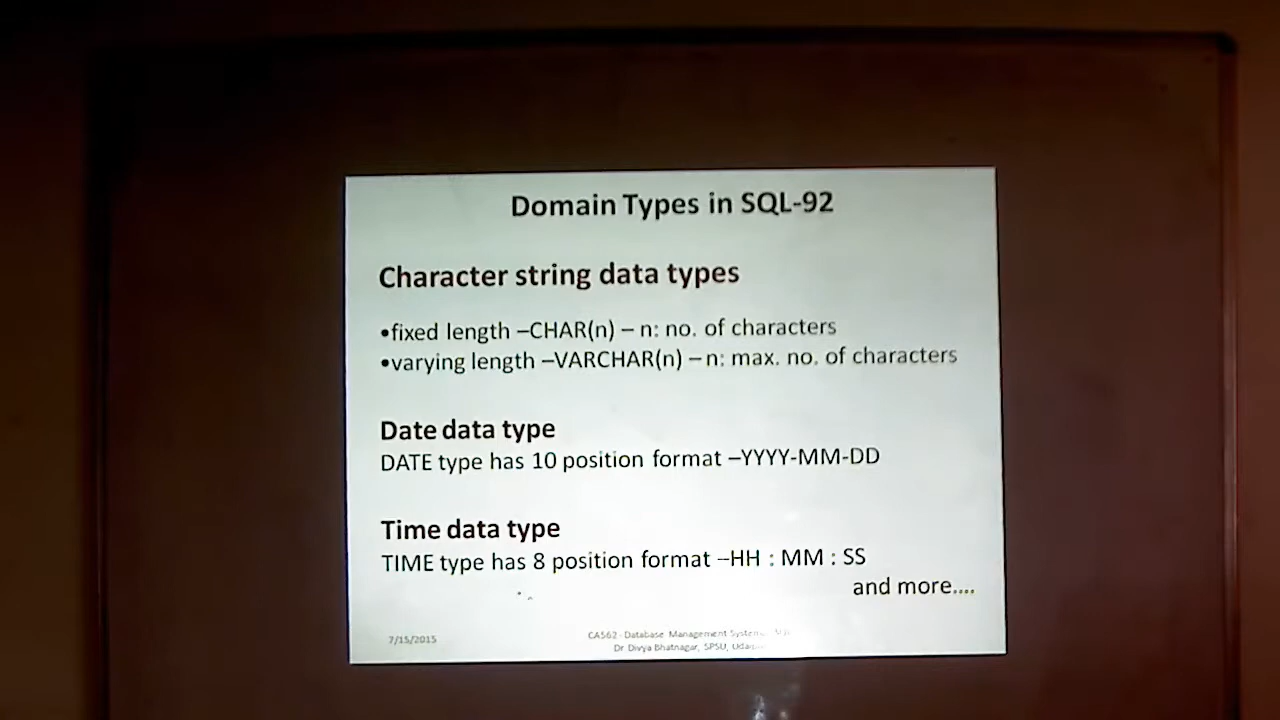 Domain Types in SQL-92
Character string data types
•fixed length –CHAR(n) – n: no. of characters
•varying length –VARCHAR(n) – n: max. no. of characters
Date data type
DATE type has 10 position format –YYYY-MM-DD
Time data type
TIME type has 8 position format –HH : MM : SS
and more....
7/15/2015
CA562 - Database Management System
Dr Divya Bhatnagar, SPSU,